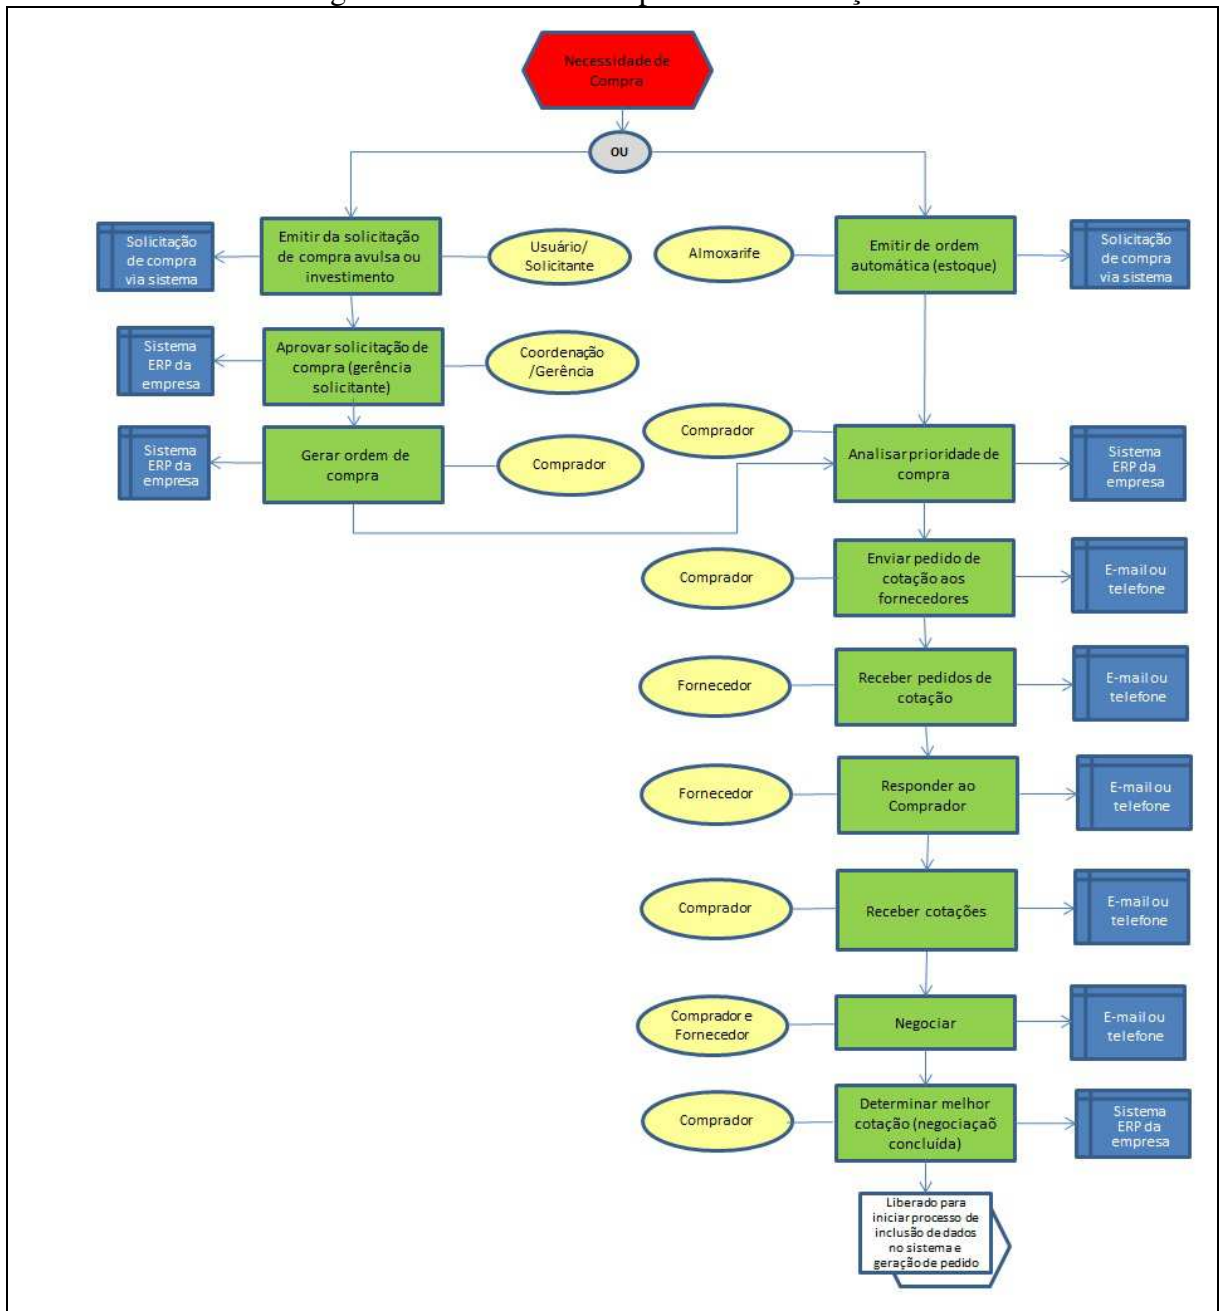 Necessidade de
Compra
OU
Solicitação
de compra
via sistema
Emitir da solicitação
de compra avulsa ou
investimento
Usuário/
Solicitante
Almoxarife
Emitir de ordem
automática (estoque)
Solicitação
de compra
via sistema
Sistema
ERP da
empresa
Aprovar solicitação de
compra (gerência
solicitante)
Coordenação
/Gerência
Sistema
ERP da
empresa
Gerar ordem de
compra
Comprador
Comprador
Analisar prioridade de
compra
Sistema
ERP da
empresa
Comprador
Enviar pedido de
cotação aos
fornecedores
E-mail ou
telefone
Fornecedor
Receber pedidos de
cotação
E-mail ou
telefone
Fornecedor
Responder ao
Comprador
E-mail ou
telefone
Comprador
Receber cotações
E-mail ou
telefone
Comprador e
Fornecedor
Negociar
E-mail ou
telefone
Comprador
Determinar melhor
cotação (negociaçaõ
concluída)
Sistema
ERP da
empresa
Liberado para
iniciar processo de
inclusão de dados
no sistema e
geração de pedido